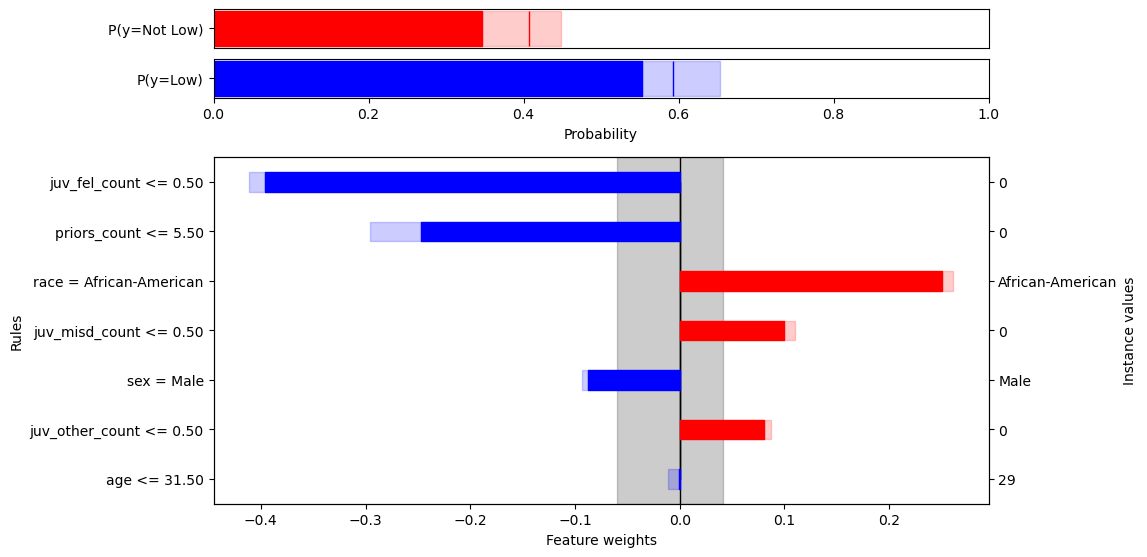 P(y=Not Low)
P(y=Low)
0.0 0.2 0.4 0.6 0.8 1.0
Probability
juv_fel_count <= 0.50 0
priors_count <= 5.50 0
race = African-American African-American
juv_misd_count <= 0.50 0
sex = Male Male
juv_other_count <= 0.50 0
age <= 31.50 29
Rules
Instance values
−0.4 −0.3 −0.2 −0.1 0.0 0.1 0.2
Feature weights